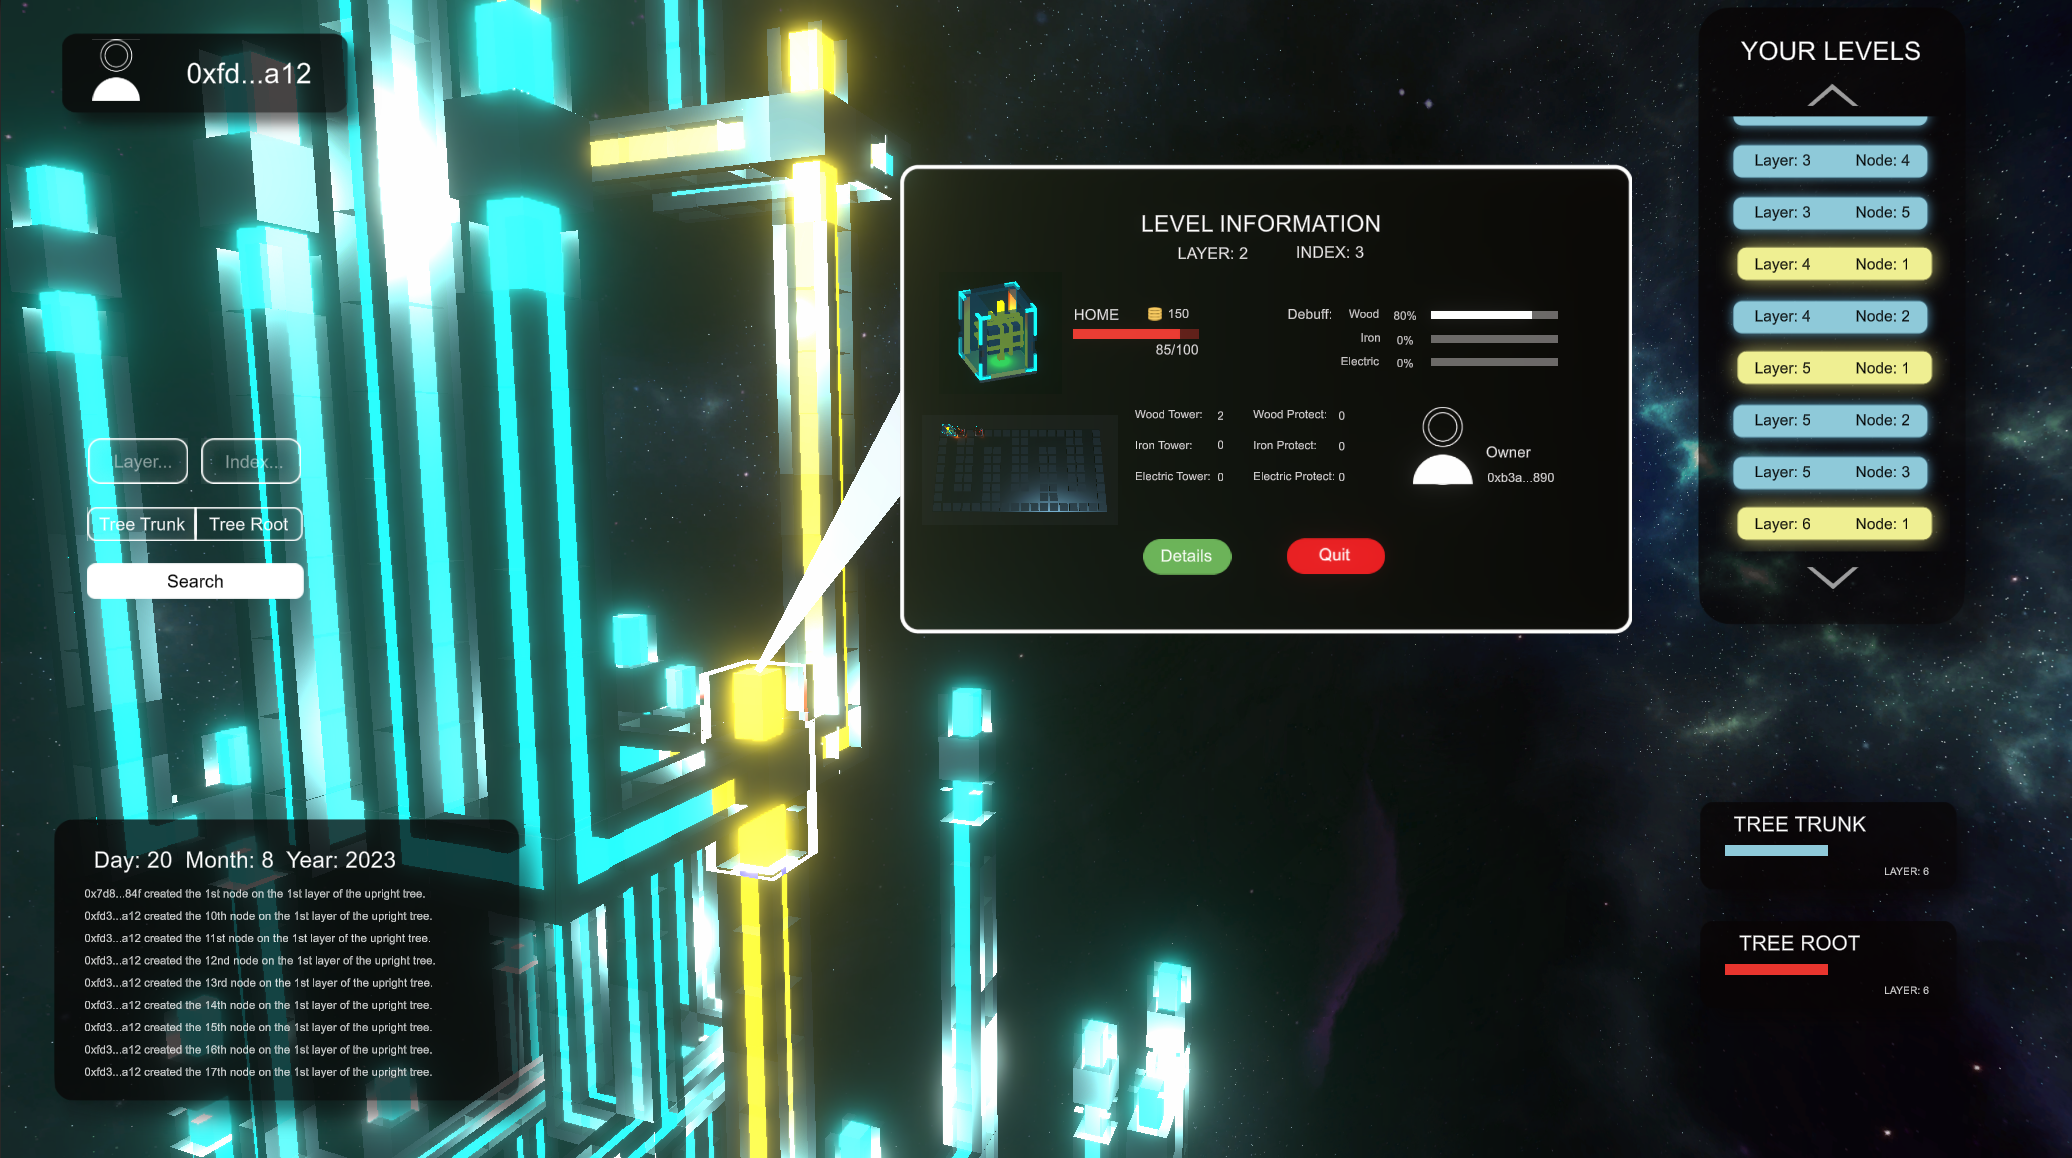 0xfd...a12
Layer...
Index...
Tree Trunk
Tree Root
Search
Day: 20 Month: 8 Year: 2023
0x7d8...84f created the 1st node on the 1st layer of the upright tree.
0xfd3...a12 created the 10th node on the 1st layer of the upright tree.
0xfd3...a12 created the 11st node on the 1st layer of the upright tree.
0xfd3...a12 created the 12nd node on the 1st layer of the upright tree.
0xfd3...a12 created the 13rd node on the 1st layer of the upright tree.
0xfd3...a12 created the 14th node on the 1st layer of the upright tree.
0xfd3...a12 created the 15th node on the 1st layer of the upright tree.
0xfd3...a12 created the 16th node on the 1st layer of the upright tree.
0xfd3...a12 created the 17th node on the 1st layer of the upright tree.
LEVEL INFORMATION
LAYER: 2 INDEX: 3
HOME 150
85/100
Debuff: Wood 80%
Iron 0%
Electric 0%
Wood Tower: 2 Wood Protect: 0
Iron Tower: 0 Iron Protect: 0
Electric Tower: 0 Electric Protect: 0
Owner
0xb3a...890
Details
Quit
YOUR LEVELS
Layer: 3 Node: 4
Layer: 3 Node: 5
Layer: 4 Node: 1
Layer: 4 Node: 2
Layer: 5 Node: 1
Layer: 5 Node: 2
Layer: 5 Node: 3
Layer: 6 Node: 1
TREE TRUNK
LAYER: 6
TREE ROOT
LAYER: 6